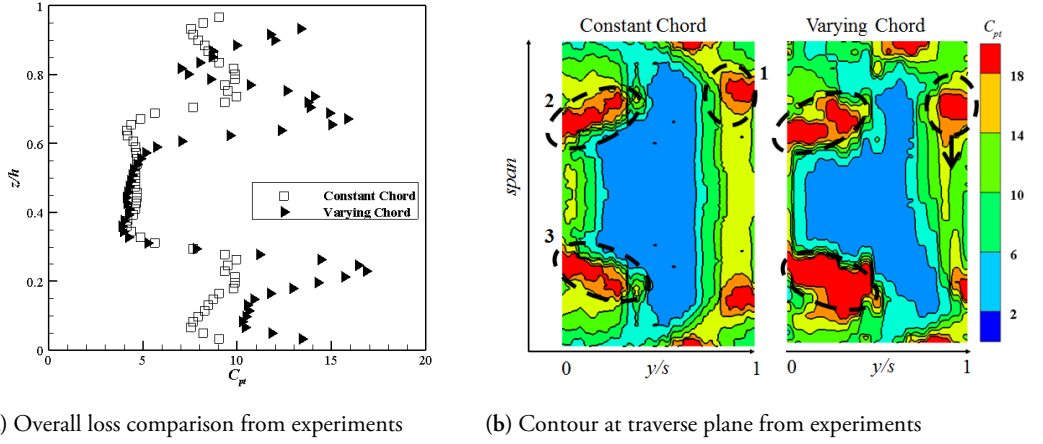 1
0.8
0.6
0.4
0.2
0
z/h
0 5 10 15 20
C_pt
Constant Chord
Varying Chord
) Overall loss comparison from experiments
Constant Chord
Varying Chord
C_pt
span
1
2
3
0 y/s 1
0 y/s 1
18
14
10
6
2
(b) Contour at traverse plane from experiments